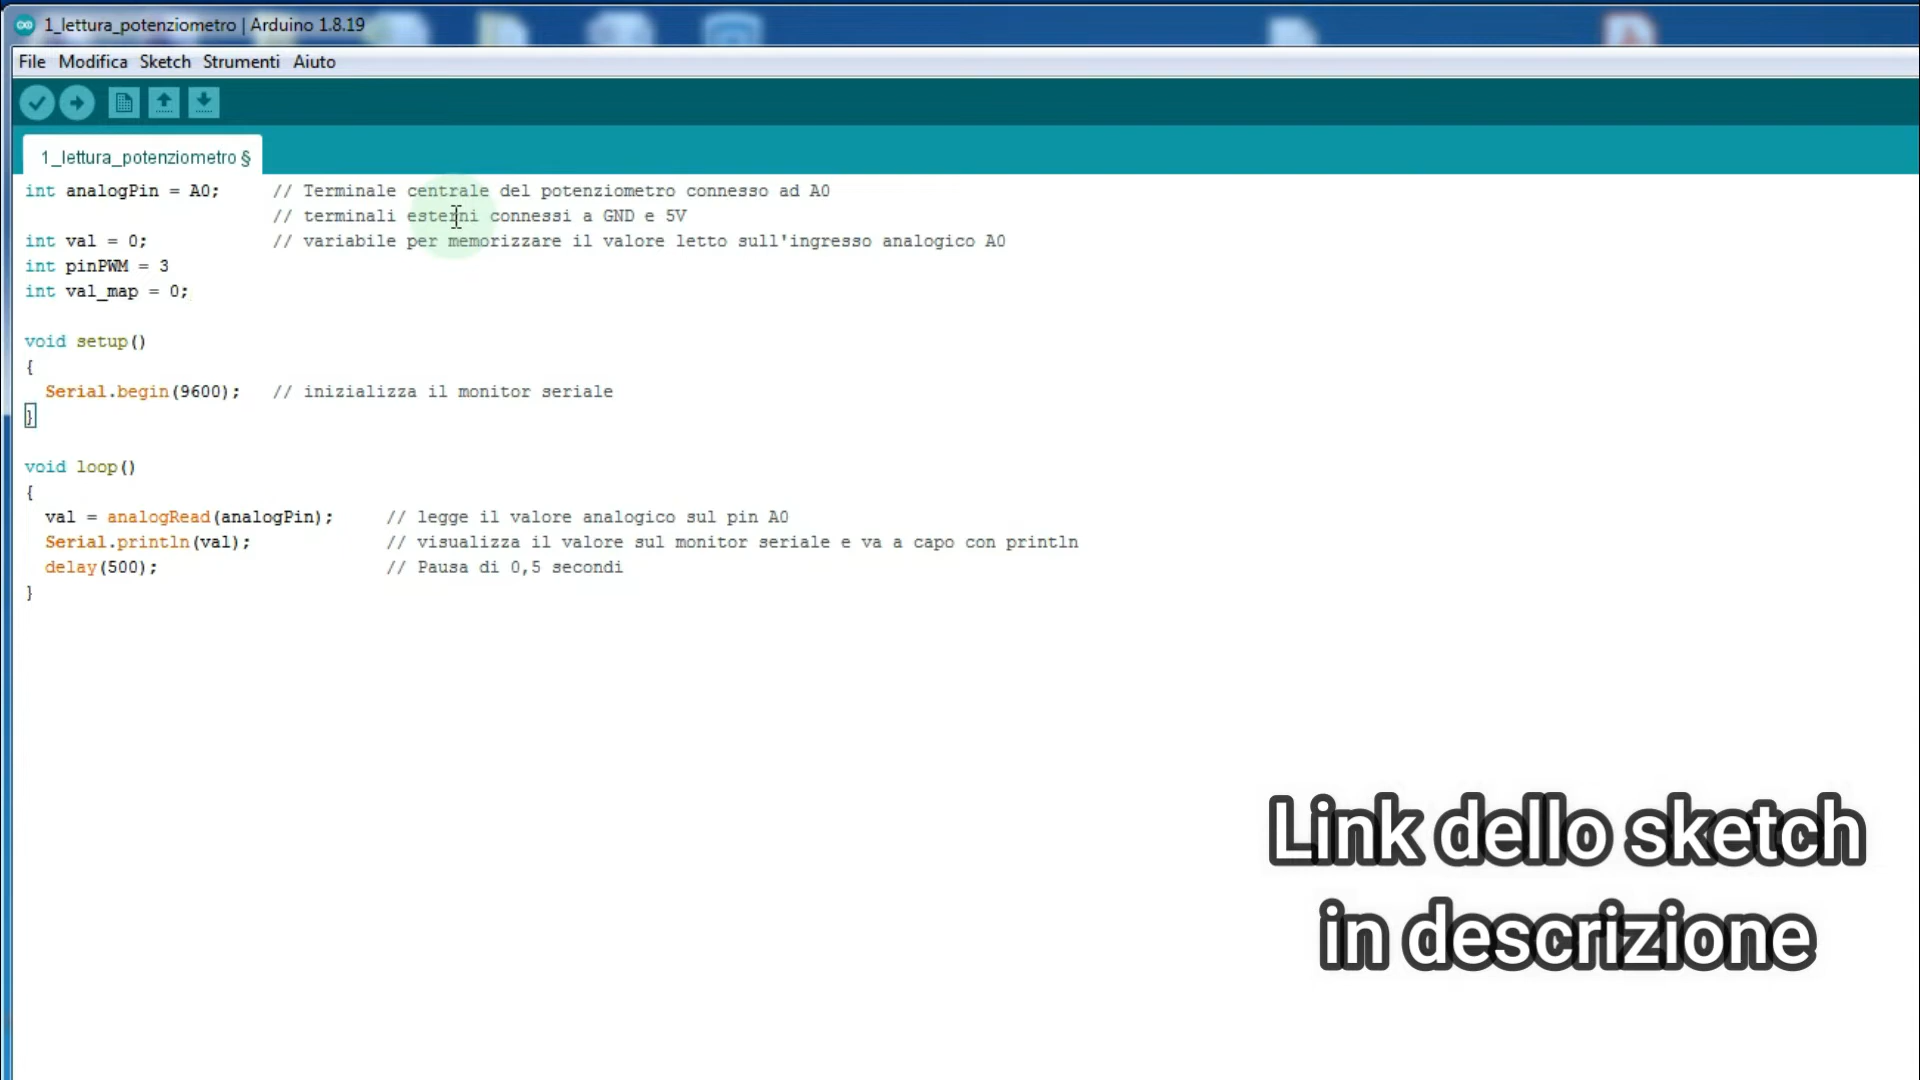 1_lettura_potenziometro | Arduino 1.8.19
File Modifica Sketch Strumenti Aiuto
1_lettura_potenziometro §
int analogPin = A0; // Terminale centrale del potenziometro connesso ad A0
// terminali esterni connessi a GND e 5V
int val = 0; // variabile per memorizzare il valore letto sull'ingresso analogico A0
int pinPWM = 3
int val_map = 0;
void setup()
{
Serial.begin(9600); // inizializza il monitor seriale
}
void loop()
{
val = analogRead(analogPin); // legge il valore analogico sul pin A0
Serial.println(val); // visualizza il valore sul monitor seriale e va a capo con println
delay(500); // Pausa di 0,5 secondi
}
Link dello sketch
in descrizione